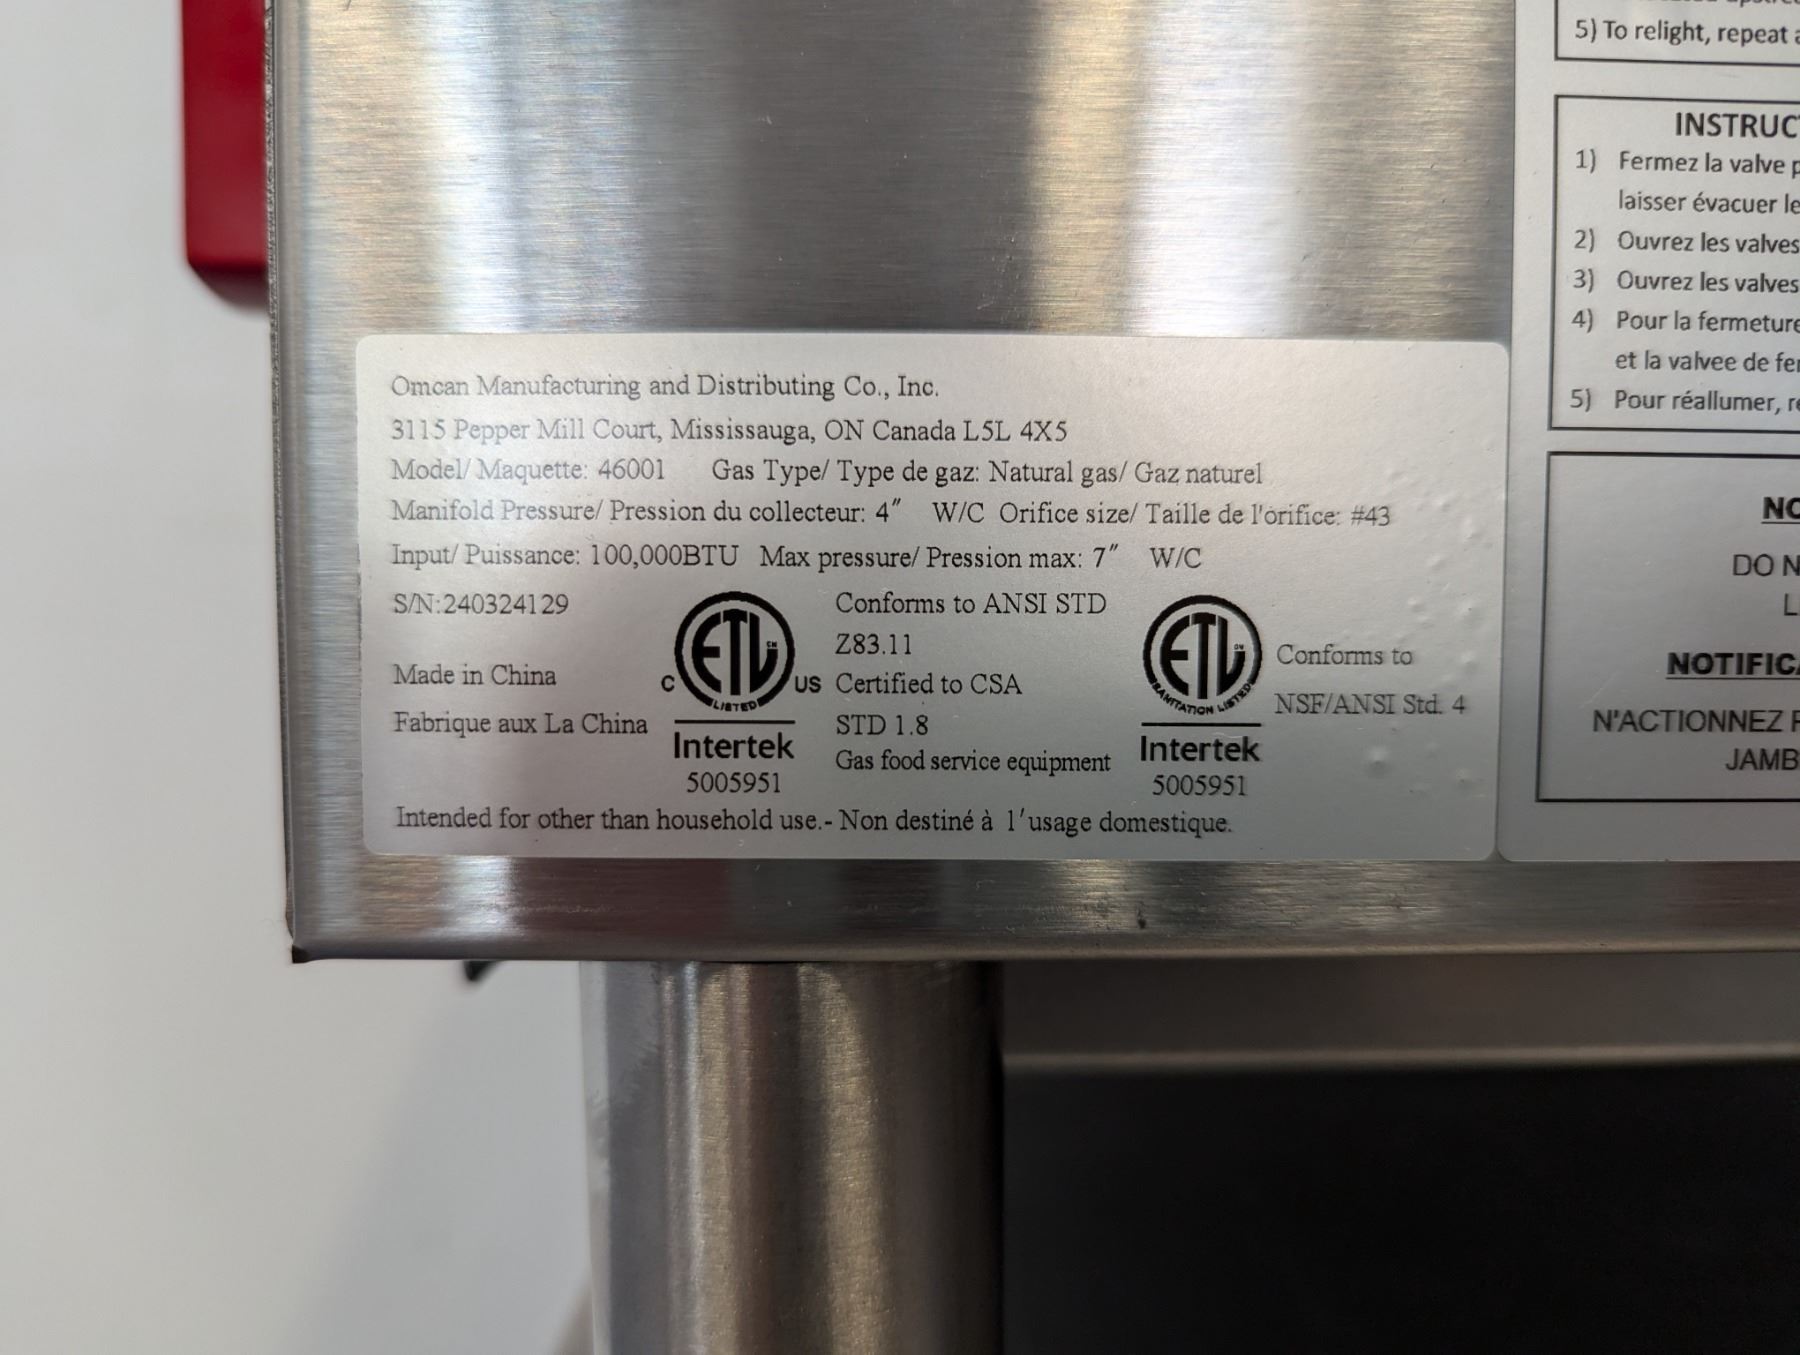 Omcan Manufacturing and Distributing Co., Inc.
3115 Pepper Mill Court, Mississauga, ON Canada L5L 4X5
Model/ Maquette: 46001 Gas Type/ Type de gaz: Natural gas/ Gaz naturel
Manifold Pressure/ Pression du collecteur: 4" W/C Orifice size/ Taille de l'orifice: #43
Input/ Puissance: 100,000BTU Max pressure/ Pression max: 7" W/C
S/N:240324129
Made in China
Fabrique aux La China
C ETL CM US
LISTED
Intertek
5005951
Conforms to ANSI STD
Z83.11
Certified to CSA
STD 1.8
Gas food service equipment
ETL
SANITATION LISTED
Intertek
5005951
Conforms to
NSF/ANSI Std. 4
Intended for other than household use.- Non destiné à l'usage domestique.
5) To relight, repeat
INSTRUC
1) Fermez la valve
laisser évacuer le
2) Ouvrez les valves
3) Ouvrez les valves
4) Pour la fermeture
et la valvee de
5) Pour réallumer,
DO
NOTIFIC
N'ACTIONNEZ
JAMB